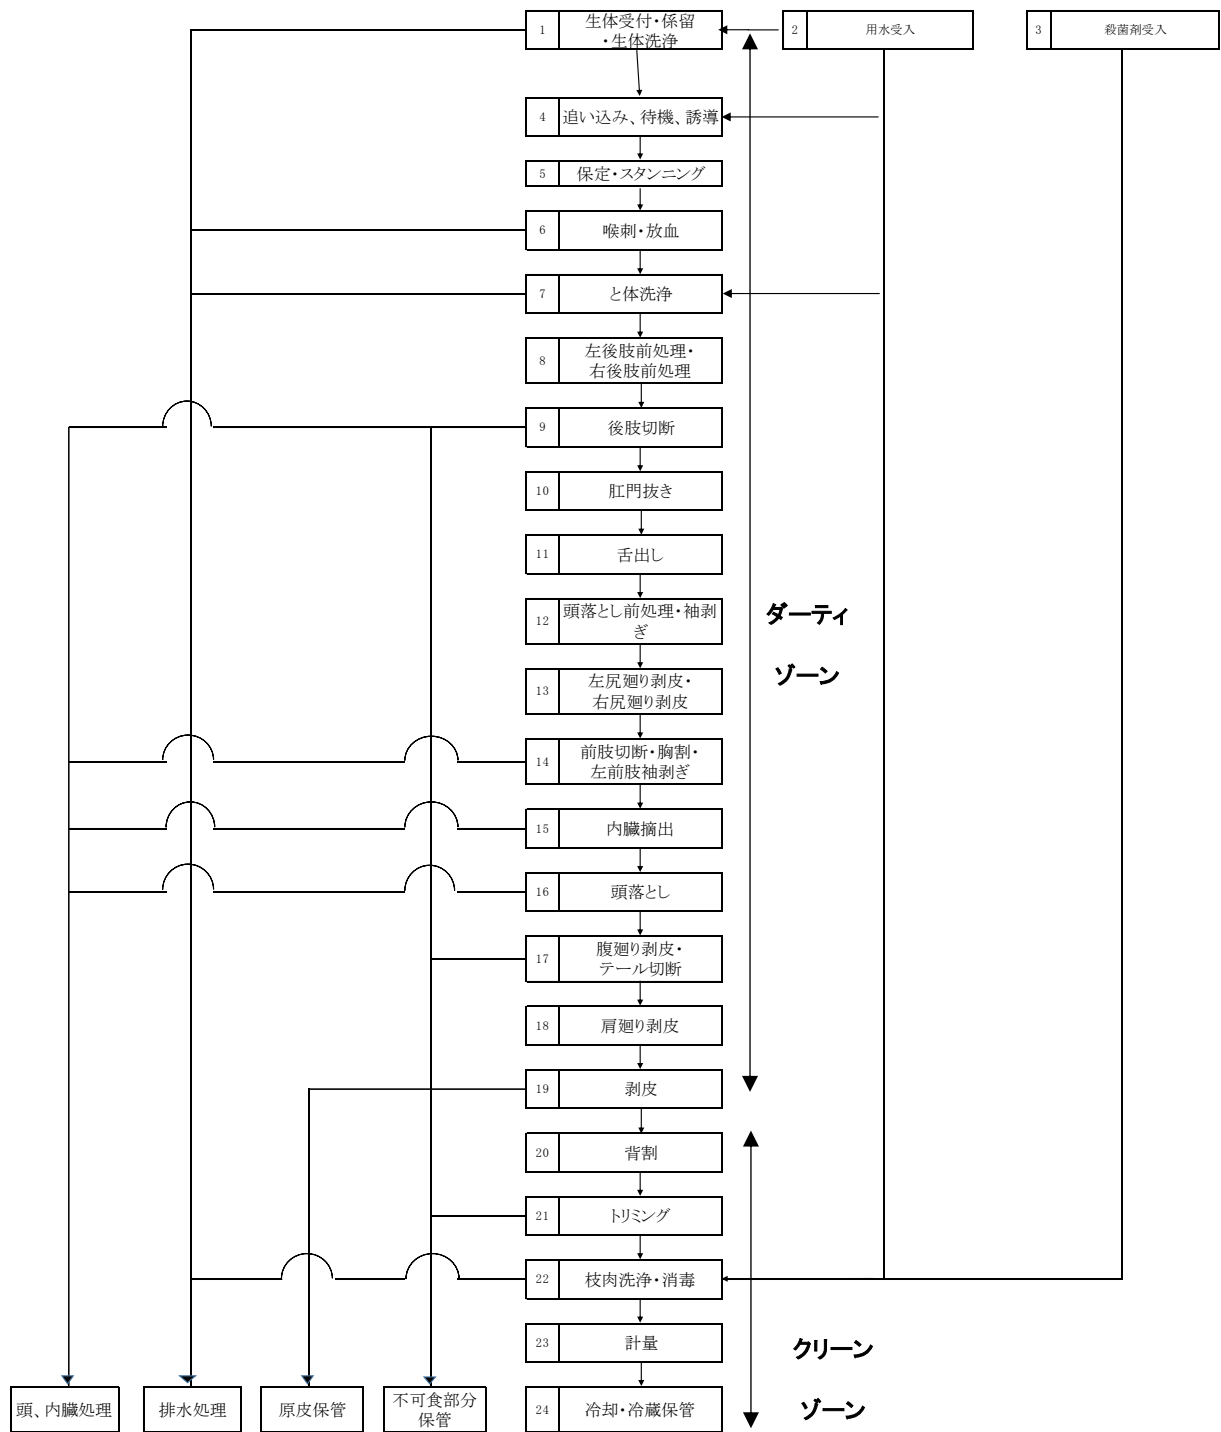 1
生体受付・係留
・生体洗浄
2
用水受入
3
殺菌剤受入
4
追い込み、待機、誘導
5
保定・スタンニング
6
喉刺・放血
7
と体洗浄
8
左後肢前処理・
右後肢前処理
9
後肢切断
10
肛門抜き
11
舌出し
12
頭落とし前処理・袖剥
ぎ
13
左尻廻り剥皮・
右尻廻り剥皮
14
前肢切断・胸割・
左前肢袖剥ぎ
15
内臓摘出
16
頭落とし
17
腹廻り剥皮・
テール切断
18
肩廻り剥皮
19
剥皮
ダーティ
ゾーン
20
背割
21
トリミング
22
枝肉洗浄・消毒
23
計量
24
冷却・冷蔵保管
クリーン
ゾーン
頭、内臓処理
排水処理
原皮保管
不可食部分
保管